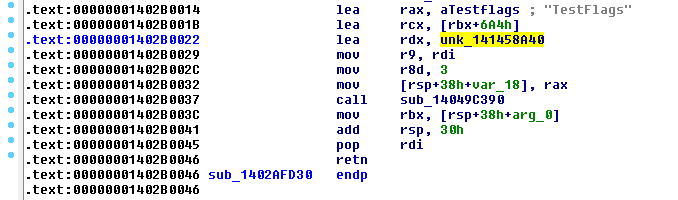 .text:00000001402B0014 lea rax, aTestflags ; "TestFlags"
.text:00000001402B001B lea rcx, [rbx+6A4h]
.text:00000001402B0022 lea rdx, unk_141458A40
.text:00000001402B0029 mov r9, rdi
.text:00000001402B002C mov r8d, 3
.text:00000001402B0032 mov [rsp+38h+var_18], rax
.text:00000001402B0037 call sub_14049C390
.text:00000001402B003C mov rbx, [rsp+38h+arg_0]
.text:00000001402B0041 add rsp, 30h
.text:00000001402B0045 pop rdi
.text:00000001402B0046 retn
.text:00000001402B0046 sub_1402AFD30 endp
.text:00000001402B0046